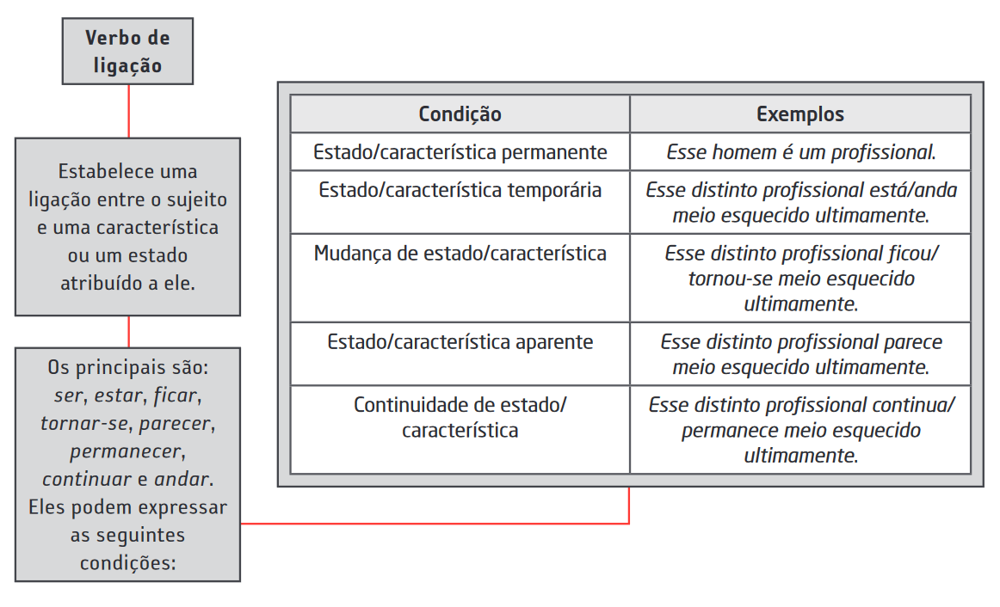 Verbo de
ligação
Estabelece uma
ligação entre o sujeito
e uma característica
ou um estado
atribuído a ele.
Os principais são:
ser, estar, ficar,
tornar-se, parecer,
permanecer,
continuar e andar.
Eles podem expressar
as seguintes
condições:
Condição
Exemplos
Estado/característica permanente
Esse homem é um profissional.
Estado/característica temporária
Esse distinto profissional está/anda
meio esquecido ultimamente.
Mudança de estado/característica
Esse distinto profissional ficou/
tornou-se meio esquecido
ultimamente.
Estado/característica aparente
Esse distinto profissional parece
meio esquecido ultimamente.
Continuidade de estado/
característica
Esse distinto profissional continua/
permanece meio esquecido
ultimamente.